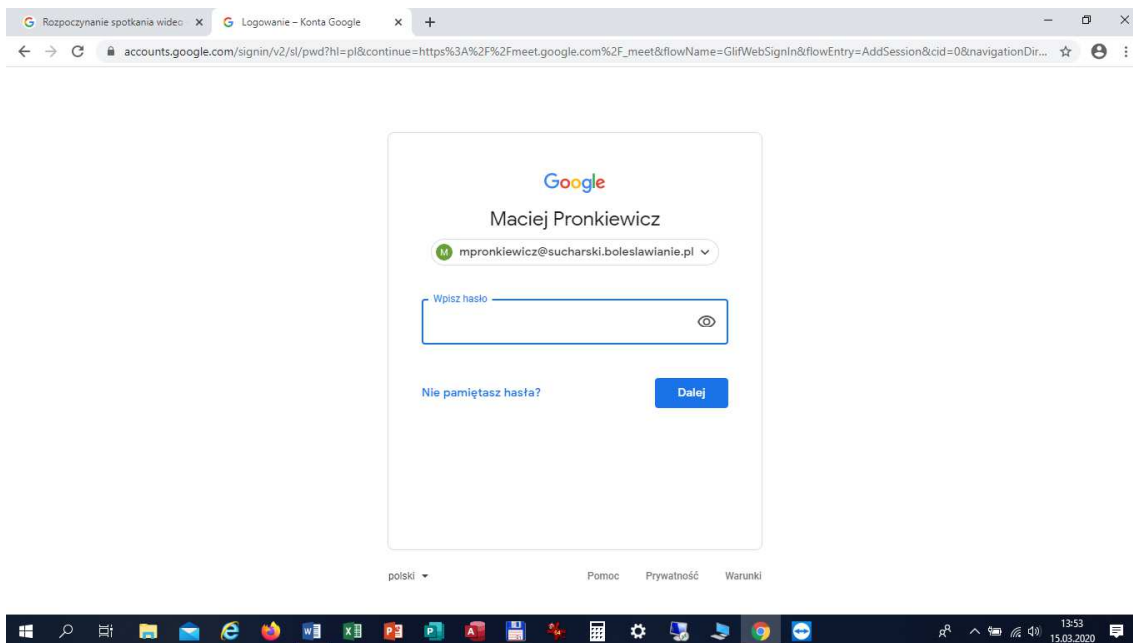 Rozpoczynanie spotkania wideo
Logowanie – Konta Google
accounts.google.com/signin/v2/sl/pwd?hl=pl&continue=https%3A%2F%2Fmeet.google.com%2F_meet&flowName=GlifWebSignIn&flowEntry=AddSession&cid=0&navigationDir...
Google
Maciej Pronkiewicz
M mpronkiewicz@sucharski.boleslawianie.pl
Wpisz hasło
Nie pamiętasz hasła?
Dalej
polski
Pomoc Prywatność Warunki
13:53
15.03.2020